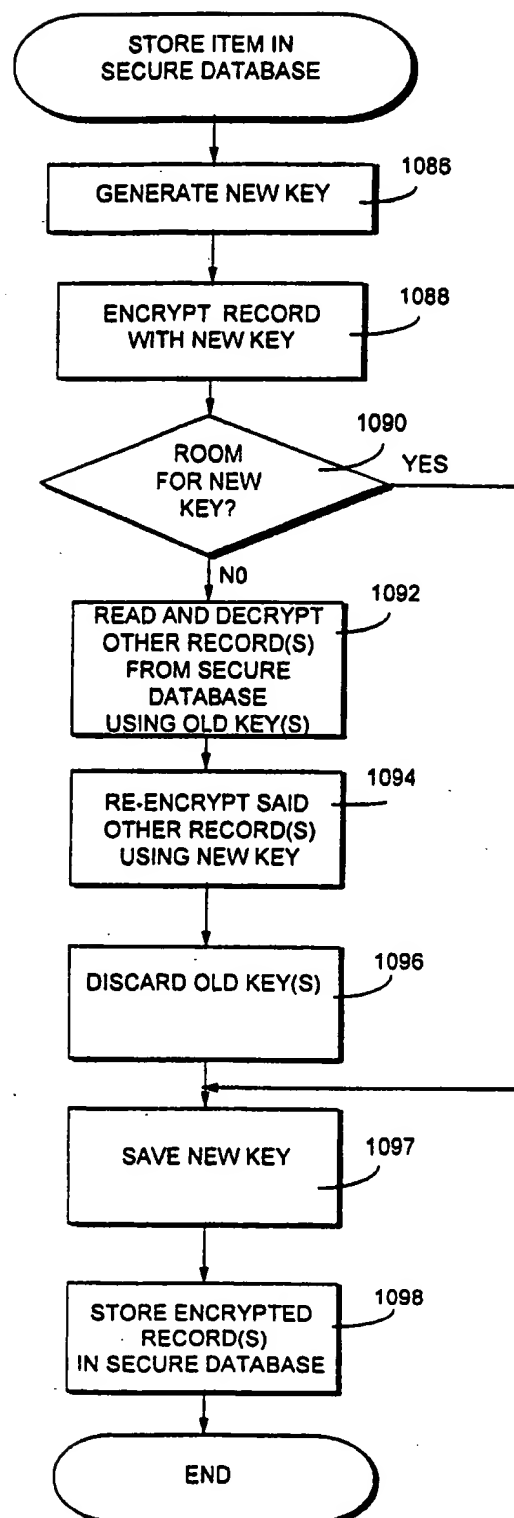 STORE ITEM IN
SECURE DATABASE
1086
GENERATE NEW KEY
1088
ENCRYPT RECORD
WITH NEW KEY
1090
ROOM
FOR NEW
KEY?
YES
NO
1092
READ AND DECRYPT
OTHER RECORD(S)
FROM SECURE
DATABASE
USING OLD KEY(S)
1094
RE-ENCRYPT SAID
OTHER RECORD(S)
USING NEW KEY
1096
DISCARD OLD KEY(S)
SAVE NEW KEY
1097
1098
STORE ENCRYPTED
RECORD(S)
IN SECURE DATABASE
END